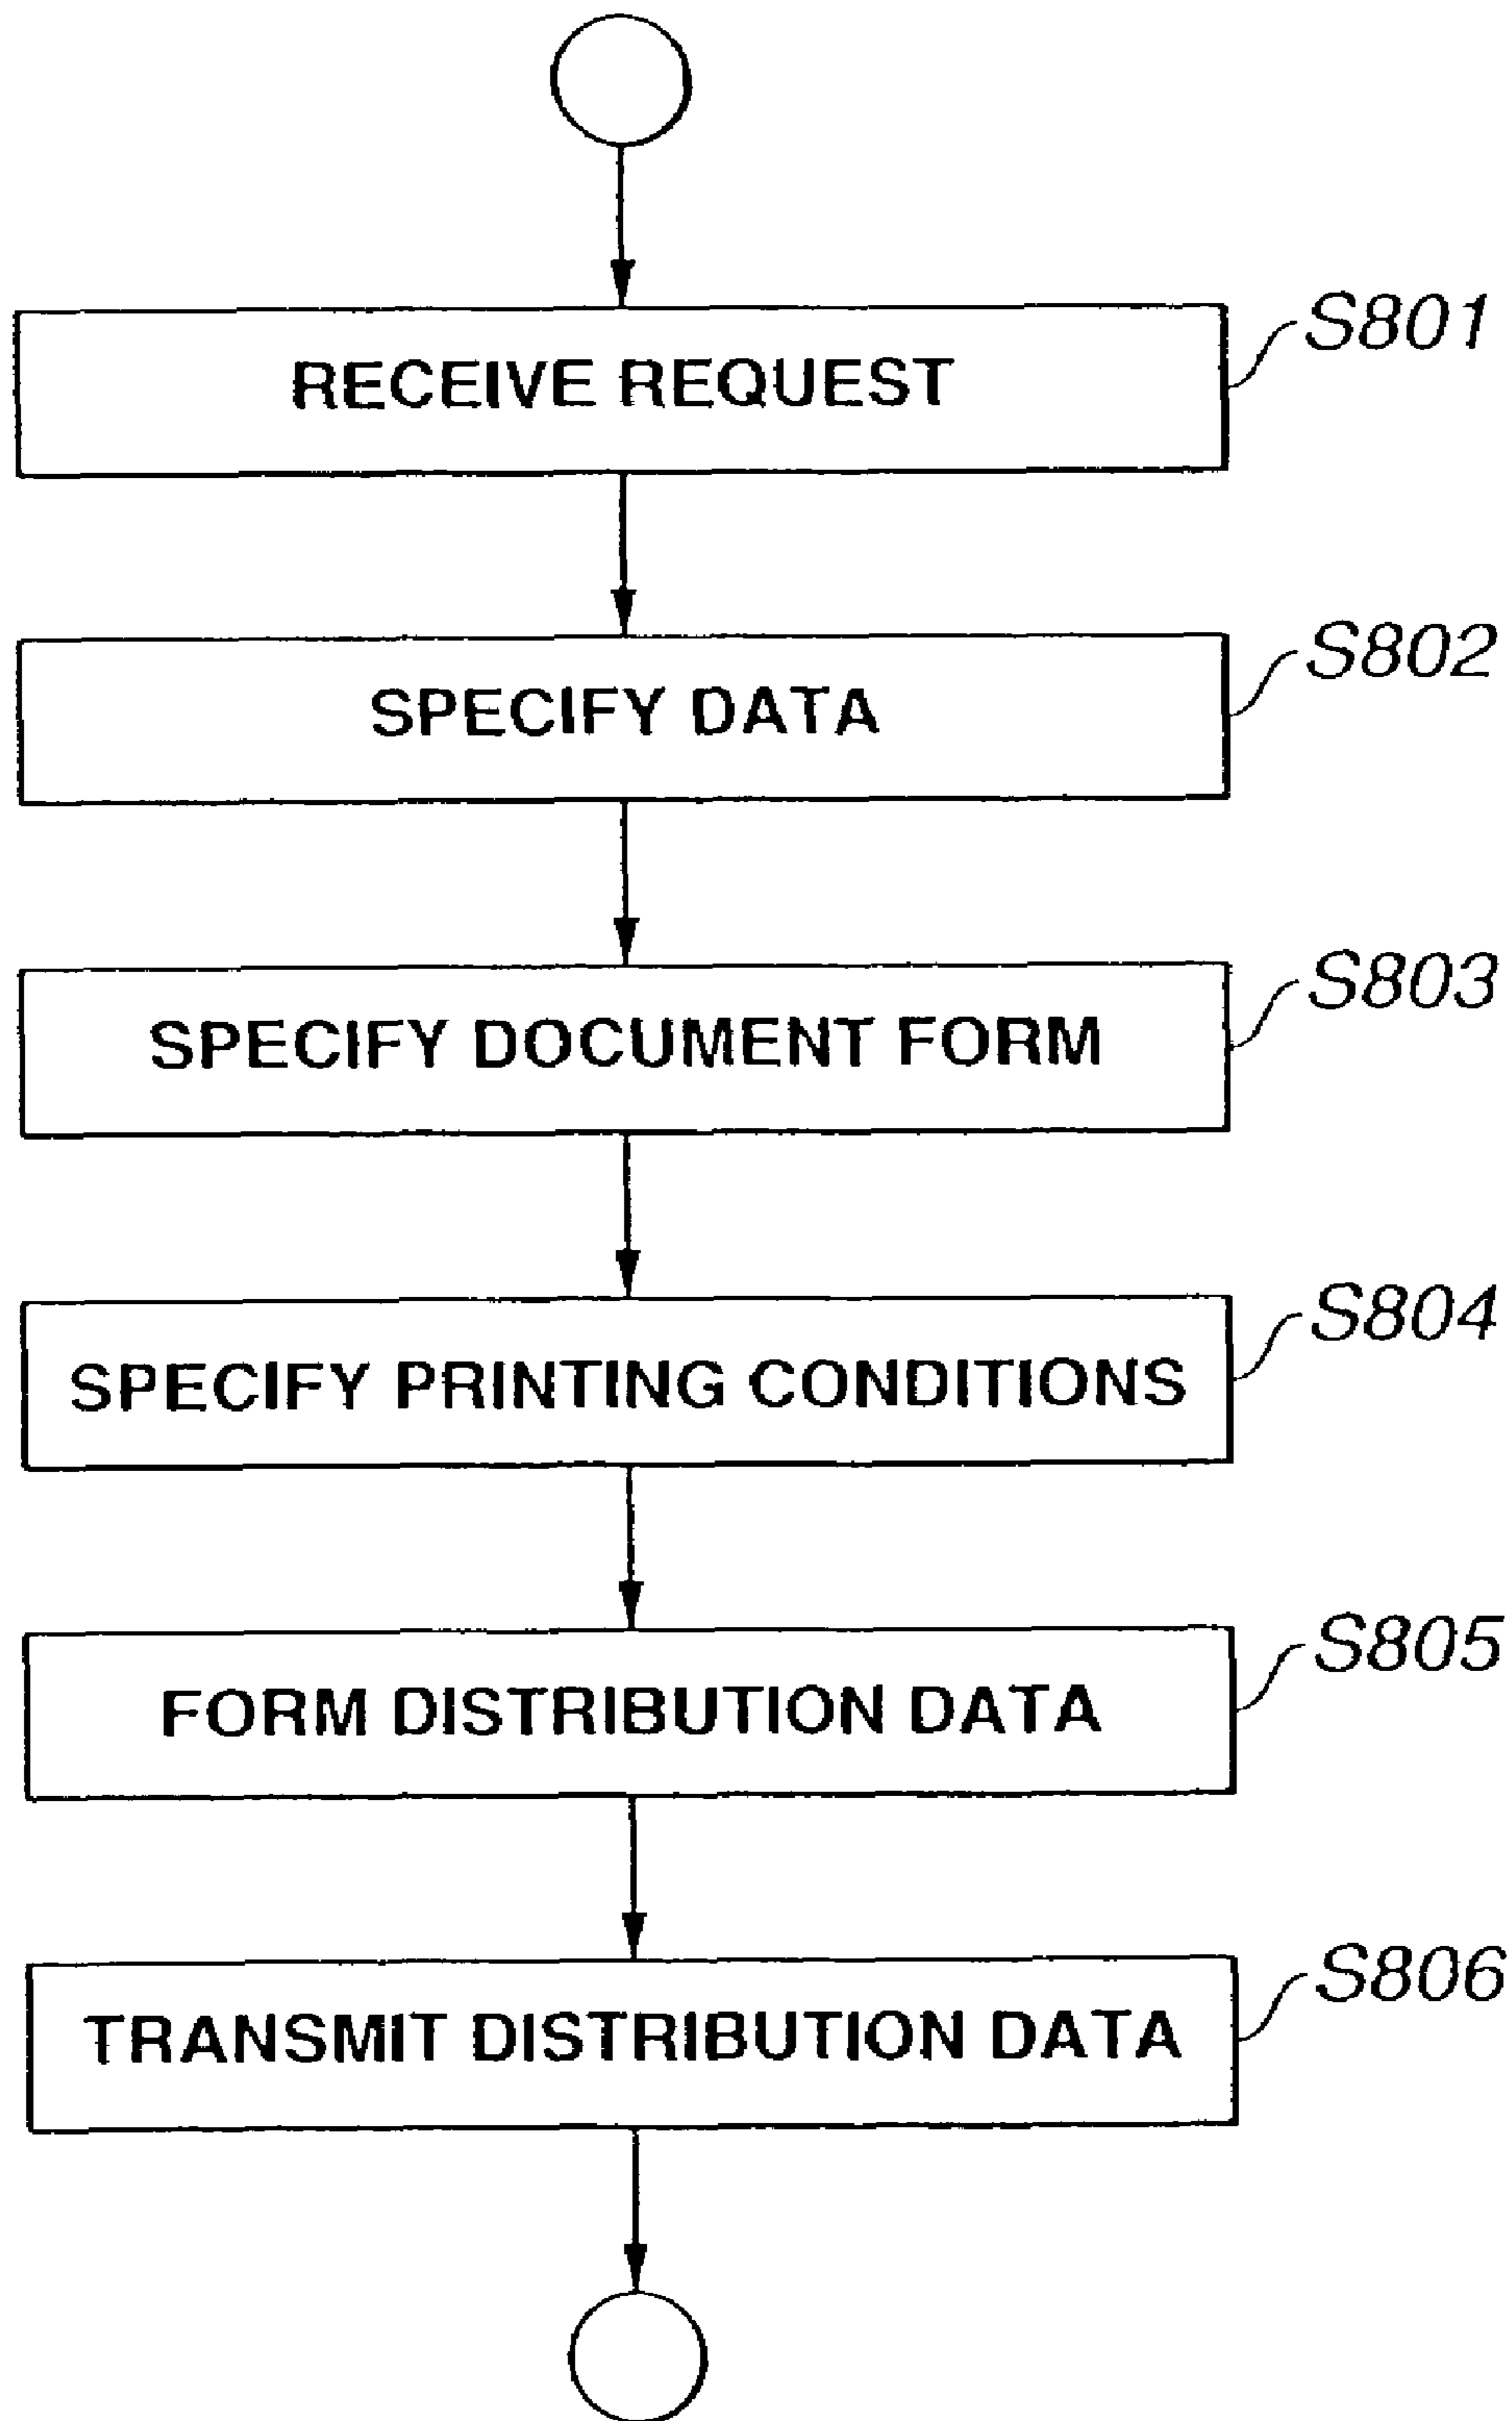 RECEIVE REQUEST
S801
SPECIFY DATA
S802
SPECIFY DOCUMENT FORM
S803
SPECIFY PRINTING CONDITIONS
S804
FORM DISTRIBUTION DATA
S805
TRANSMIT DISTRIBUTION DATA
S806